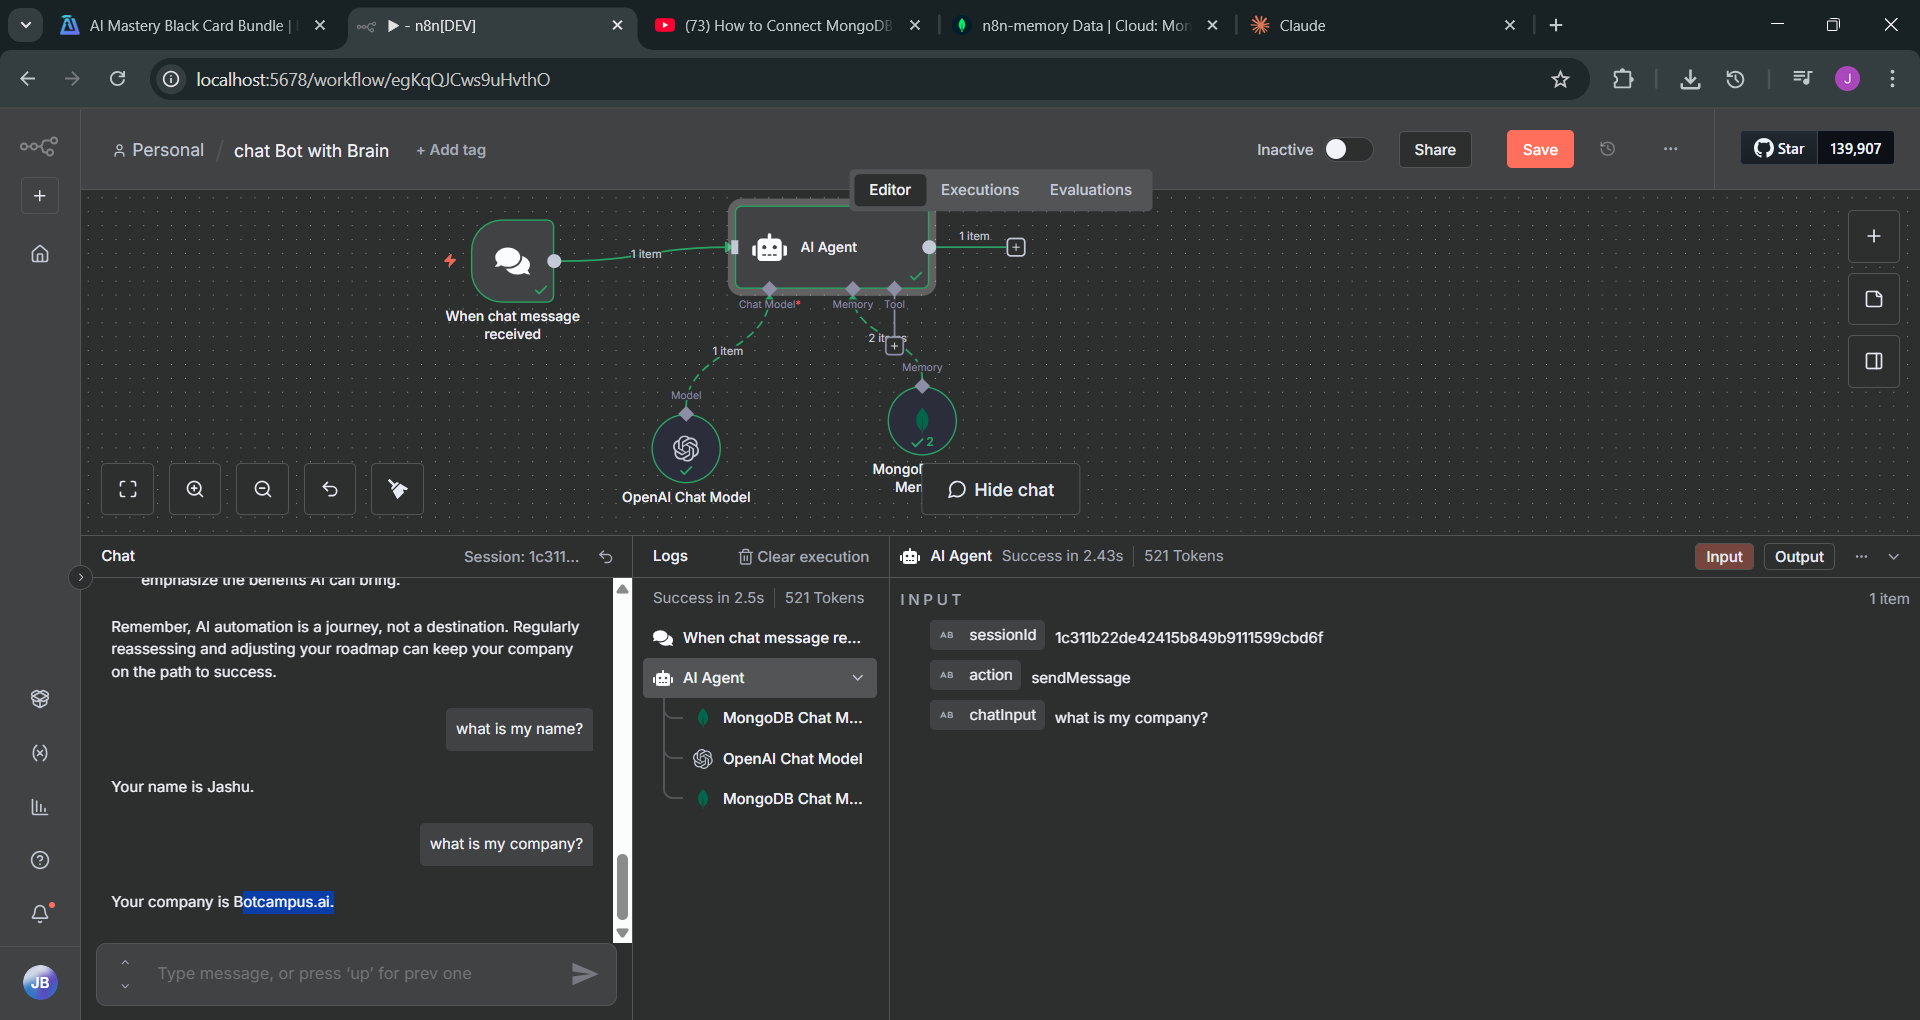 AI Mastery Black Card Bundle |
- n8n[DEV]
(73) How to Connect MongoDB
n8n-memory Data | Cloud: Mon
Claude
localhost:5678/workflow/egKqQJCws9uHvthO
J
Personal / chat Bot with Brain + Add tag
Inactive
Share
Save
Star 139,907
Editor Executions Evaluations
1 item
AI Agent
1 item
When chat message
received
Chat Model*
Memory
Tool
1 item
2 items
Memory
Model
2
OpenAI Chat Model
Hide chat
Chat
Session: 1c311...
emphasize the benefits AI can bring.
Remember, AI automation is a journey, not a destination. Regularly
reassessing and adjusting your roadmap can keep your company
on the path to success.
what is my name?
Your name is Jashu.
what is my company?
Your company is Botcampus.ai.
Type message, or press 'up' for prev one
JB
Logs
Clear execution
Success in 2.5s 521 Tokens
When chat message re...
AI Agent
MongoDB Chat M...
OpenAI Chat Model
MongoDB Chat M...
AI Agent Success in 2.43s 521 Tokens
Input
Output
INPUT
1 item
AB sessionId 1c311b22de42415b849b9111599cbd6f
AB action sendMessage
AB chatInput what is my company?